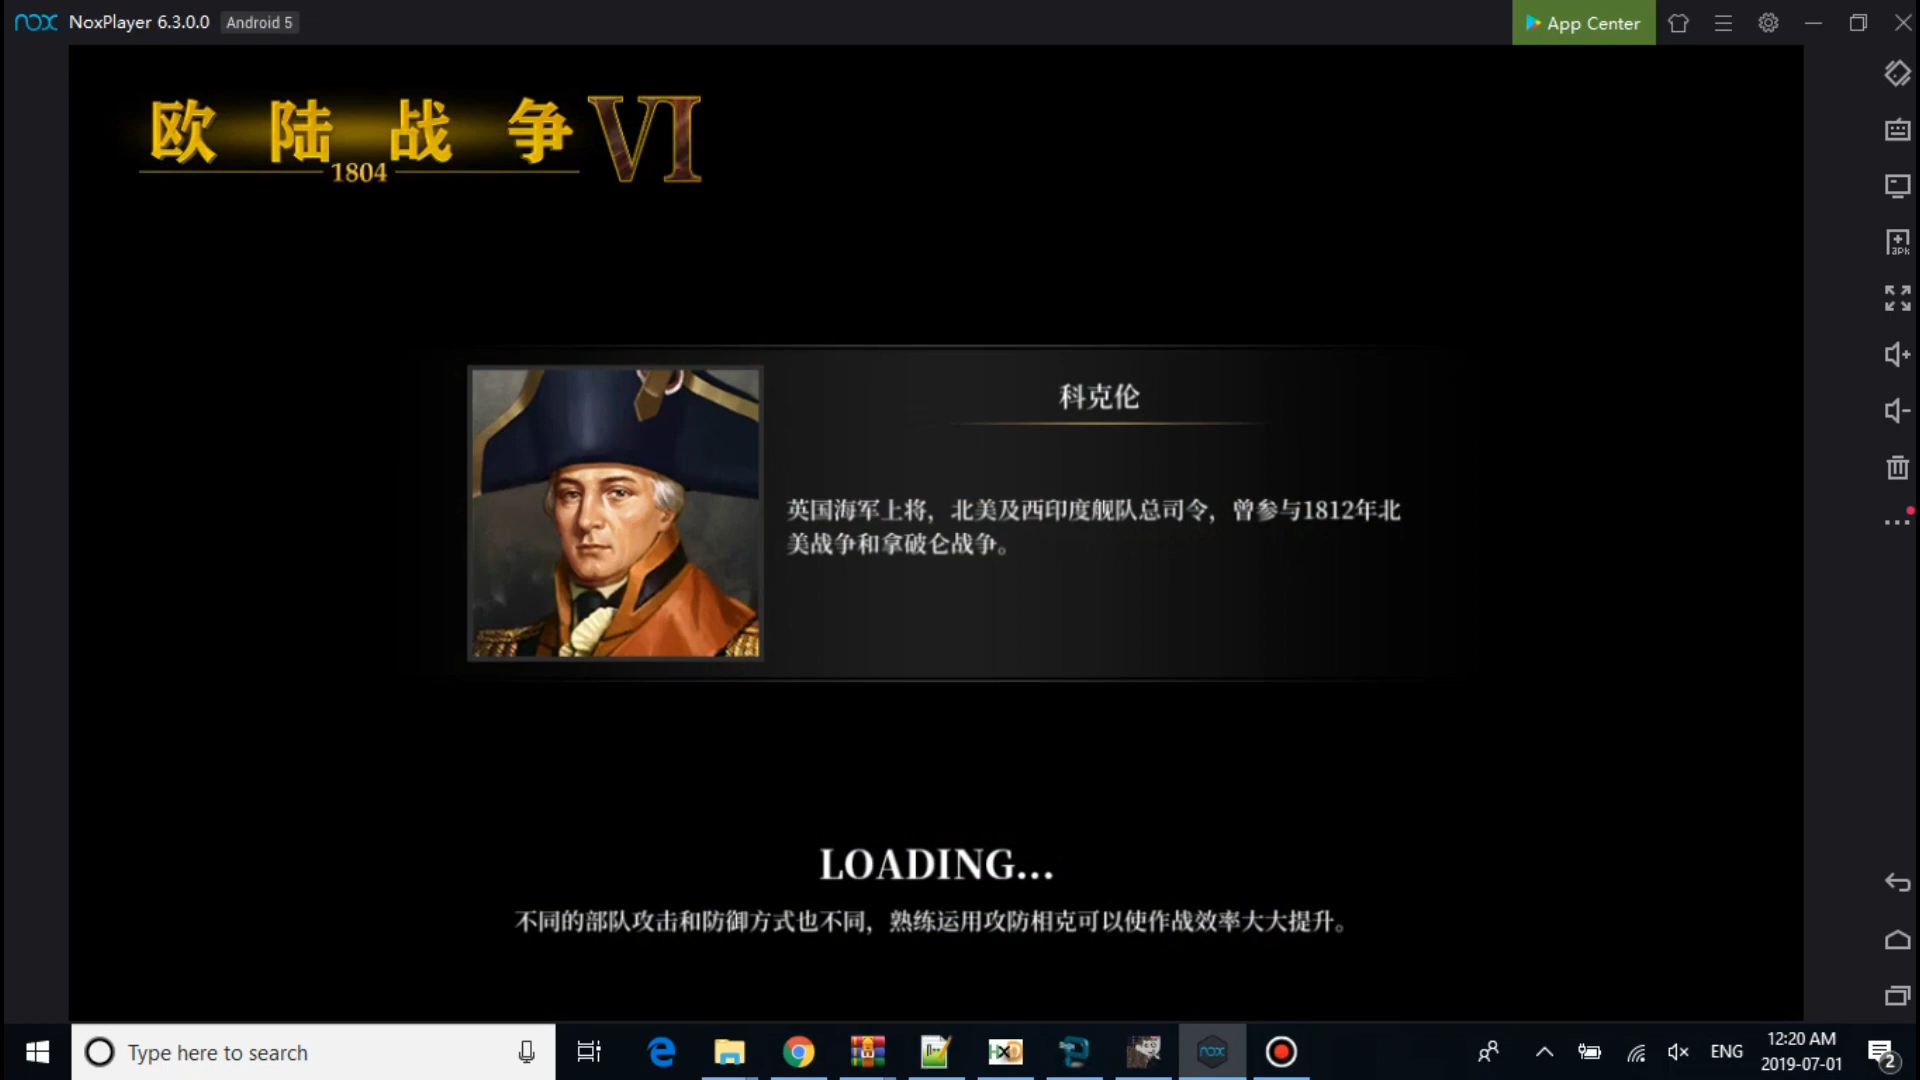 nox NoxPlayer 6.3.0.0 Android 5 App Center
欧陆战争VI
1804
科克伦
英国海军上将，北美及西印度舰队总司令，曾参与1812年北
美战争和拿破仑战争。
LOADING...
不同的部队攻击和防御方式也不同，熟练运用攻防相克可以使作战效率大大提升。
Type here to search
nox
ENG
12:20 AM
2019-07-01
2